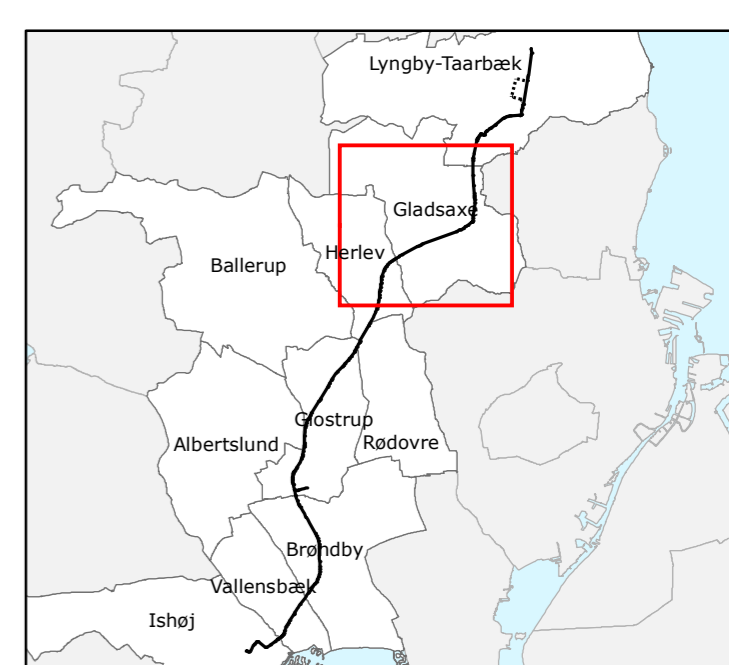 Lyngby-Taarbæk
Gladsaxe
Herlev
Ballerup
Glostrup
Albertslund
Rødovre
Brøndby
Vallensbæk
Ishøj